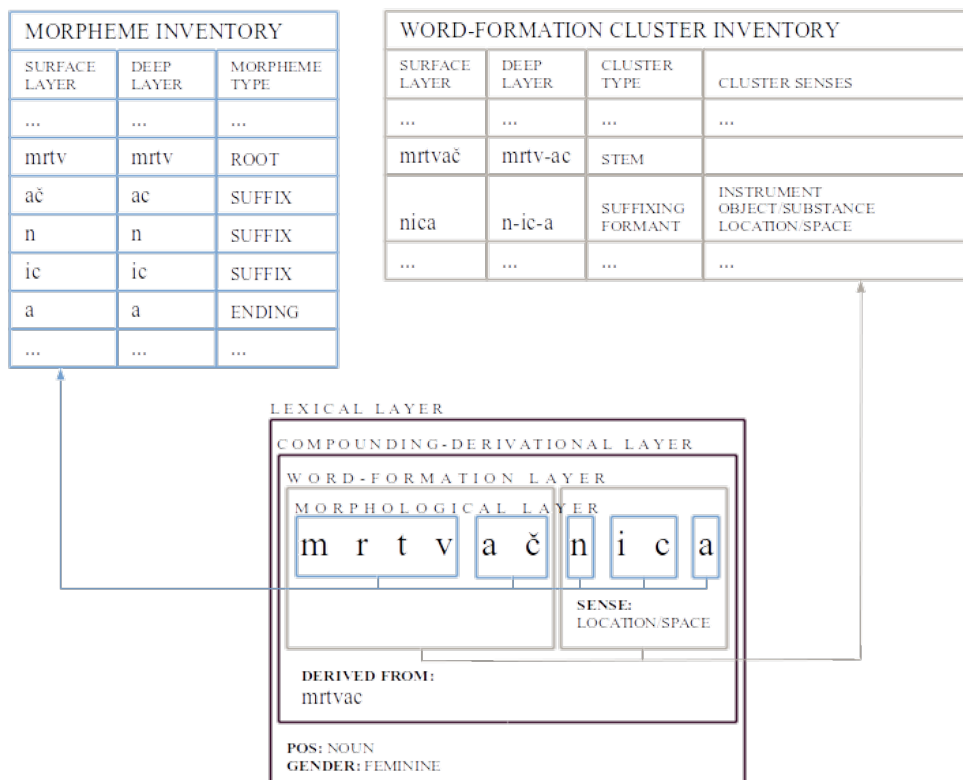 MORPHEME INVENTORY
SURFACE LAYER DEEP LAYER MORPHEME TYPE
... ... ...
mrtv mrtv ROOT
ač ac SUFFIX
n n SUFFIX
ic ic SUFFIX
a a ENDING
... ... ...
WORD-FORMATION CLUSTER INVENTORY
SURFACE LAYER DEEP LAYER CLUSTER TYPE CLUSTER SENSES
... ... ... ...
mrtvač mrtv-ac STEM
nica n-ic-a SUFFIXING FORMANT INSTRUMENT OBJECT/SUBSTANCE LOCATION/SPACE
... ... ... ...
LEXICAL LAYER
COMPOUNDING-DERIVATIONAL LAYER
WORD-FORMATION LAYER
MORPHOLOGICAL LAYER
m r t v a č n i c a
SENSE:
LOCATION/SPACE
DERIVED FROM:
mrtvac
POS: NOUN
GENDER: FEMININE